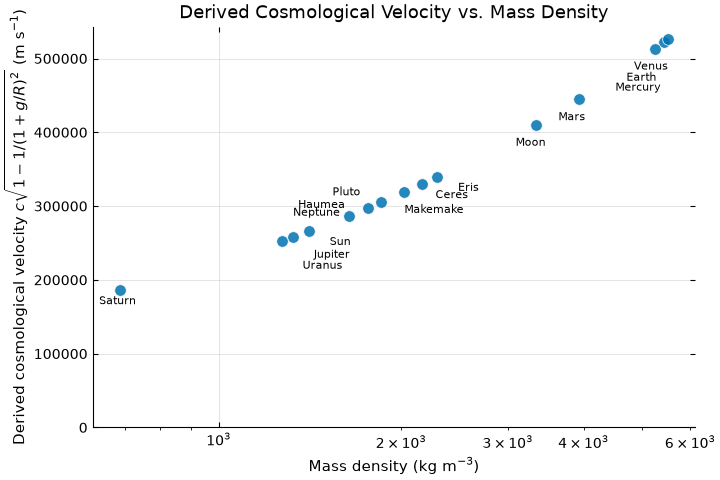 Derived Cosmological Velocity vs. Mass Density
Derived cosmological velocity $c\sqrt{1-1/(1+g/R)^2}$ (m s⁻¹)
500000
400000
300000
200000
100000
0
Venus
Earth
Mercury
Mars
Moon
Pluto
Eris
Ceres
Haumea
Makemake
Neptune
Sun
Jupiter
Uranus
Saturn
10³
2 × 10³
3 × 10³
4 × 10³
6 × 10³
Mass density (kg m⁻³)